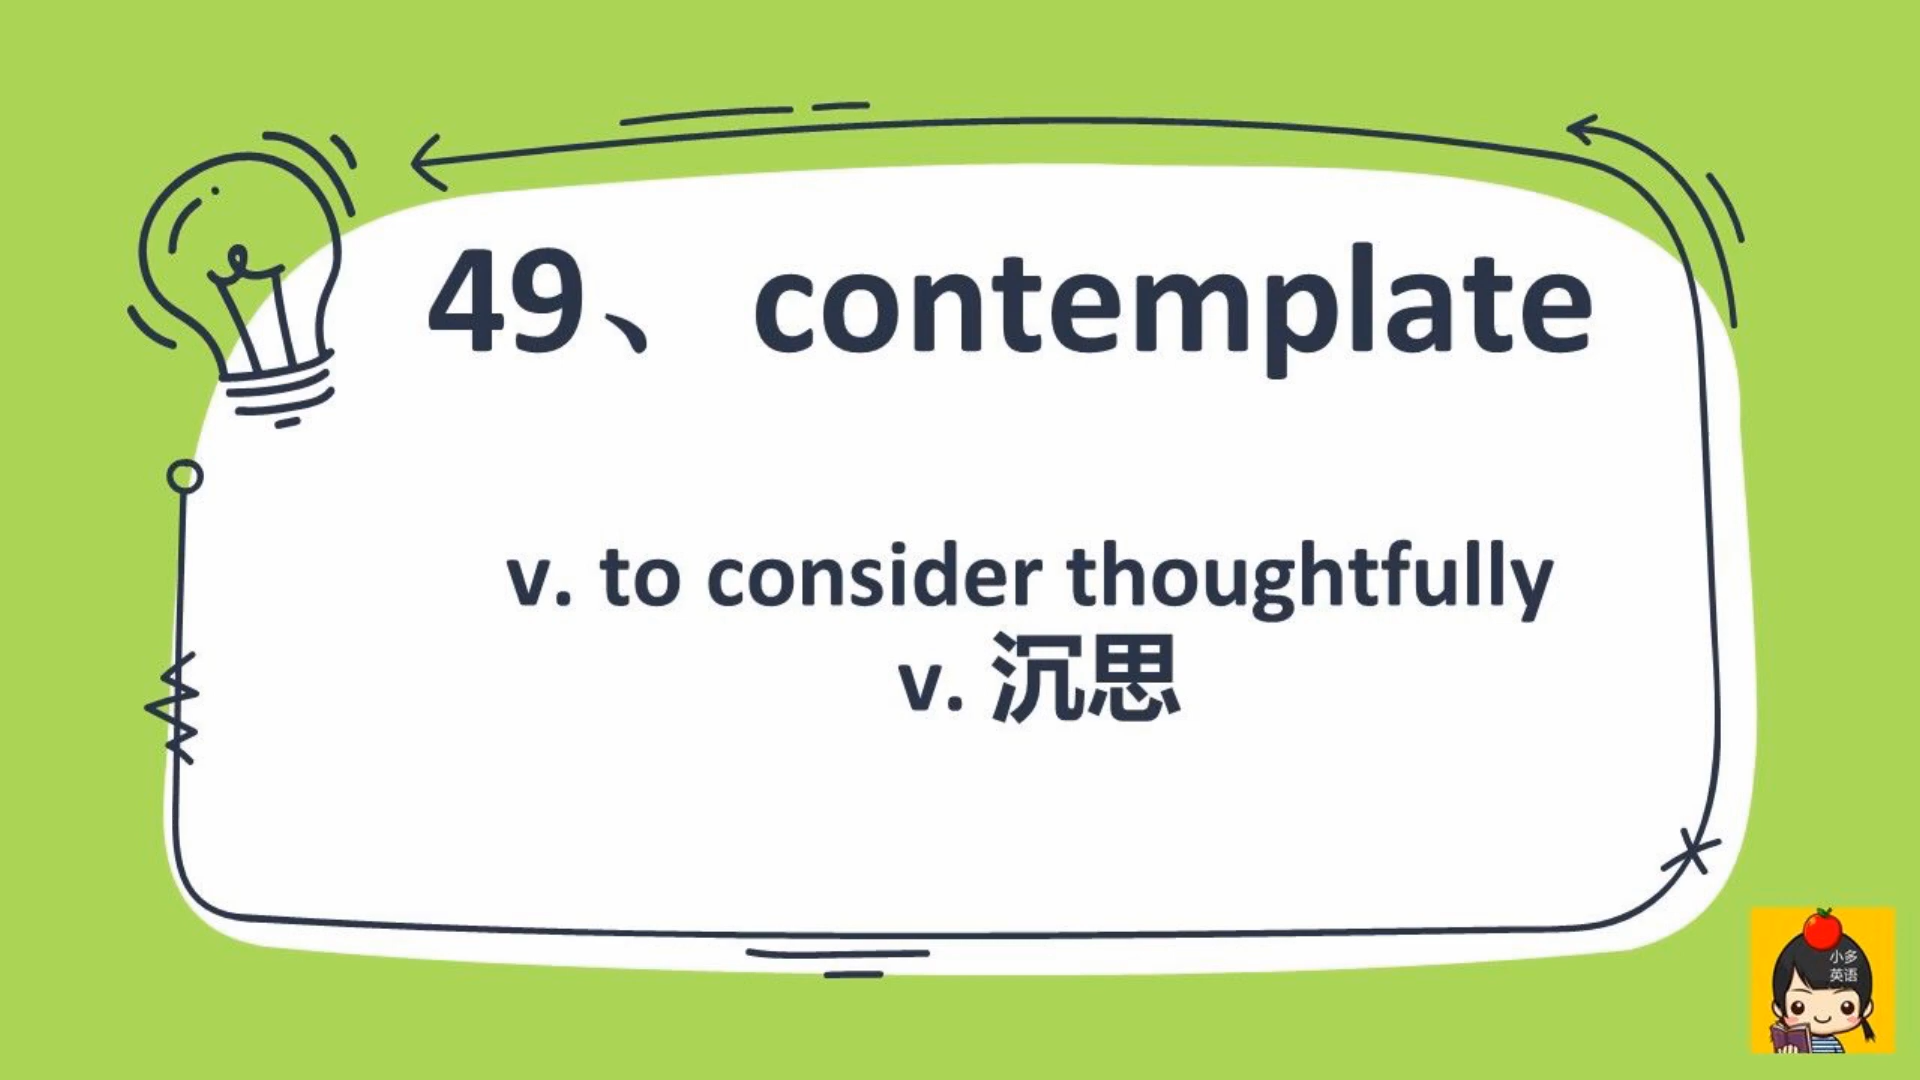 49、 contemplate
v. to consider thoughtfully
v. 沉思
小多
英语